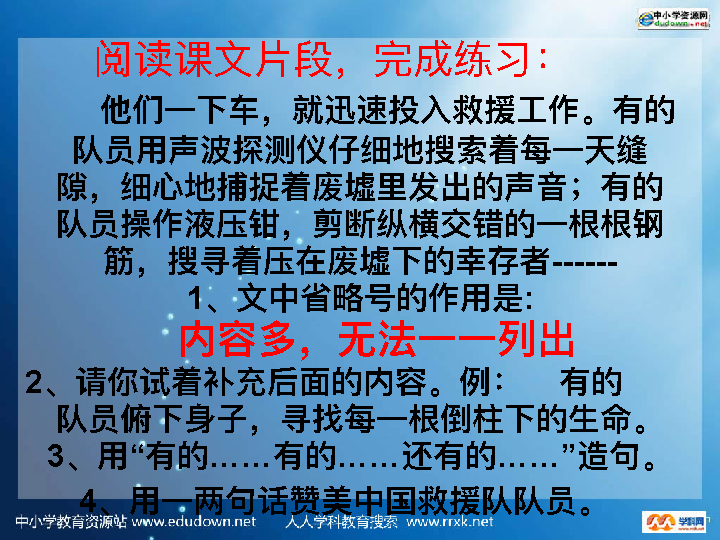 中小学资源网
dudown.net
阅读课文片段，完成练习：
他们一下车，就迅速投入救援工作。有的
队员用声波探测仪仔细地搜索着每一天缝
隙，细心地捕捉着废墟里发出的声音；有的
队员操作液压钳，剪断纵横交错的一根根钢
筋，搜寻着压在废墟下的幸存者------
1、文中省略号的作用是:
内容多，无法一一列出
2、请你试着补充后面的内容。例： 有的
队员俯下身子，寻找每一根倒柱下的生命。
3、用“有的……有的……还有的……”造句。
4、用一两句话赞美中国救援队队员。
中小学教育资源站 www.edudown.net 人人学科教育搜索 www.rrxk.net
学科网